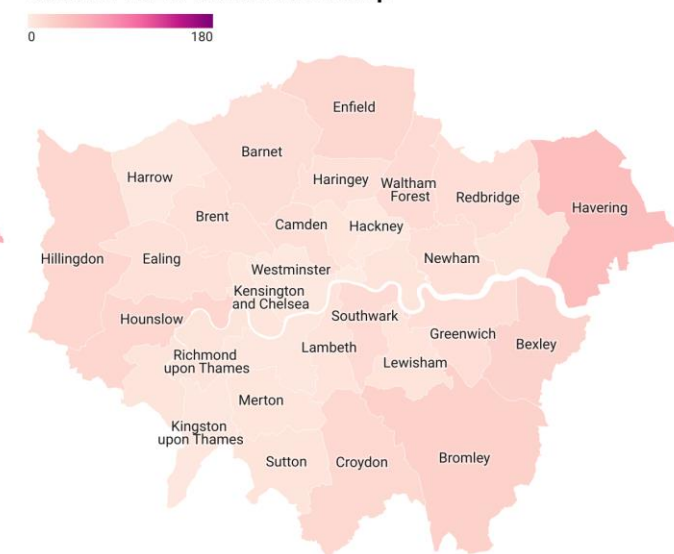 0 180
Enfield
Barnet
Harrow
Haringey
Waltham
Forest
Redbridge
Havering
Brent
Camden
Hackney
Hillingdon
Ealing
Newham
Westminster
Kensington
and Chelsea
Hounslow
Southwark
Greenwich
Bexley
Lambeth
Lewisham
Richmond
upon Thames
Merton
Kingston
upon Thames
Sutton
Croydon
Bromley